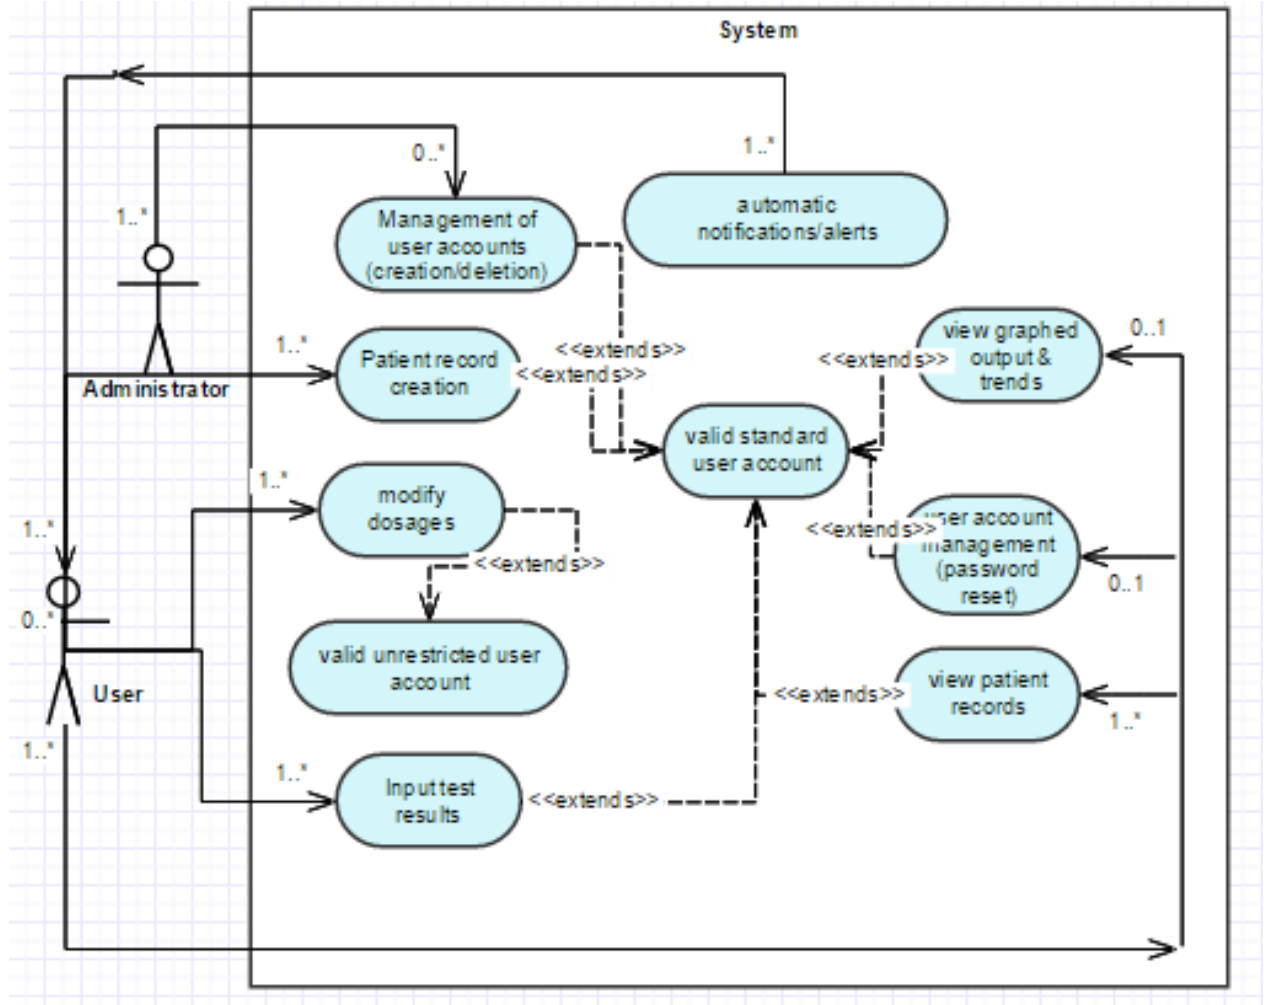 System
0..*
1..*
1..*
Management of
user accounts
(creation/deletion)
automatic
notifications/alerts
1..*
Patient record
creation
<<extends>>
<<extends>>
<<extends>>
view graphed
output &
trends
0..1
Administrator
valid standard
user account
1..*
modify
dosages
<<extends>>
1..*
0..*
User
1..*
<<extends>>
user account
management
(password
reset)
0..1
valid unrestricted user
account
<<extends>>
view patient
records
1..*
1..*
Input test
results
<<extends>>